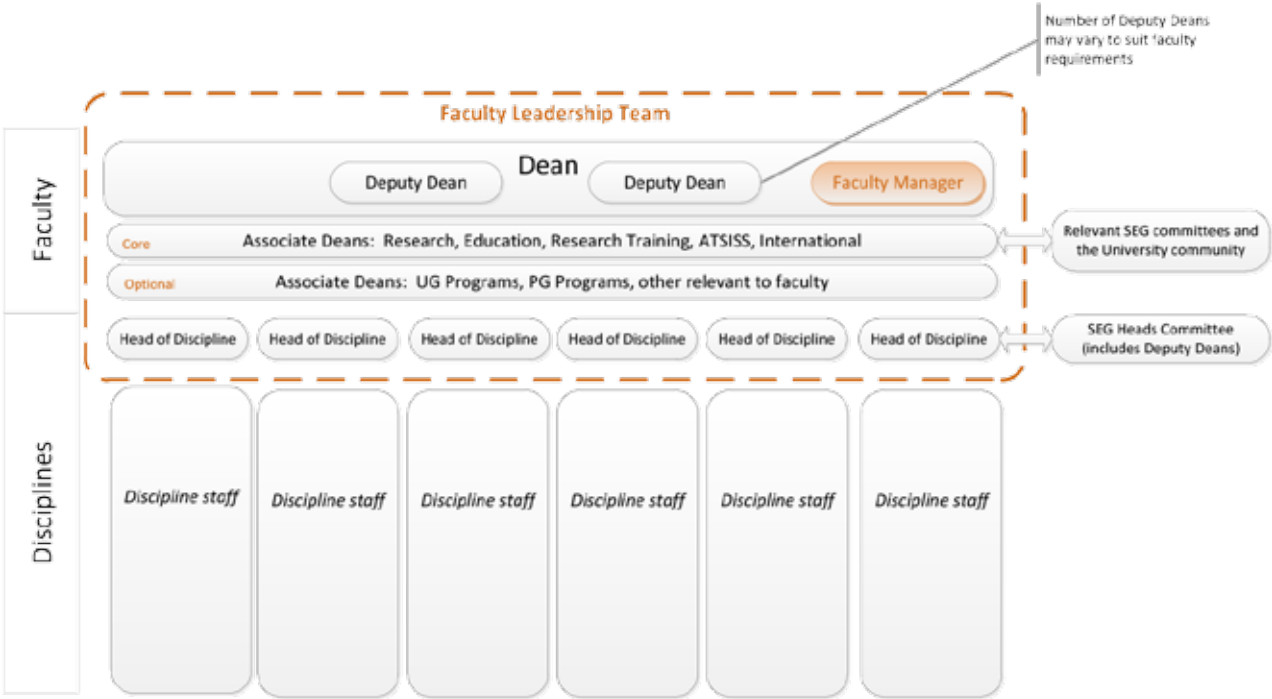 Number of Deputy Deans
may vary to suit faculty
requirements
Faculty Leadership Team
Faculty
Dean
Deputy Dean
Deputy Dean
Faculty Manager
Core
Associate Deans: Research, Education, Research Training, ATSISS, International
Relevant SEG committees and
the University community
Optional
Associate Deans: UG Programs, PG Programs, other relevant to faculty
Head of Discipline
Head of Discipline
Head of Discipline
Head of Discipline
Head of Discipline
Head of Discipline
SEG Heads Committee
(includes Deputy Deans)
Disciplines
Discipline staff
Discipline staff
Discipline staff
Discipline staff
Discipline staff
Discipline staff